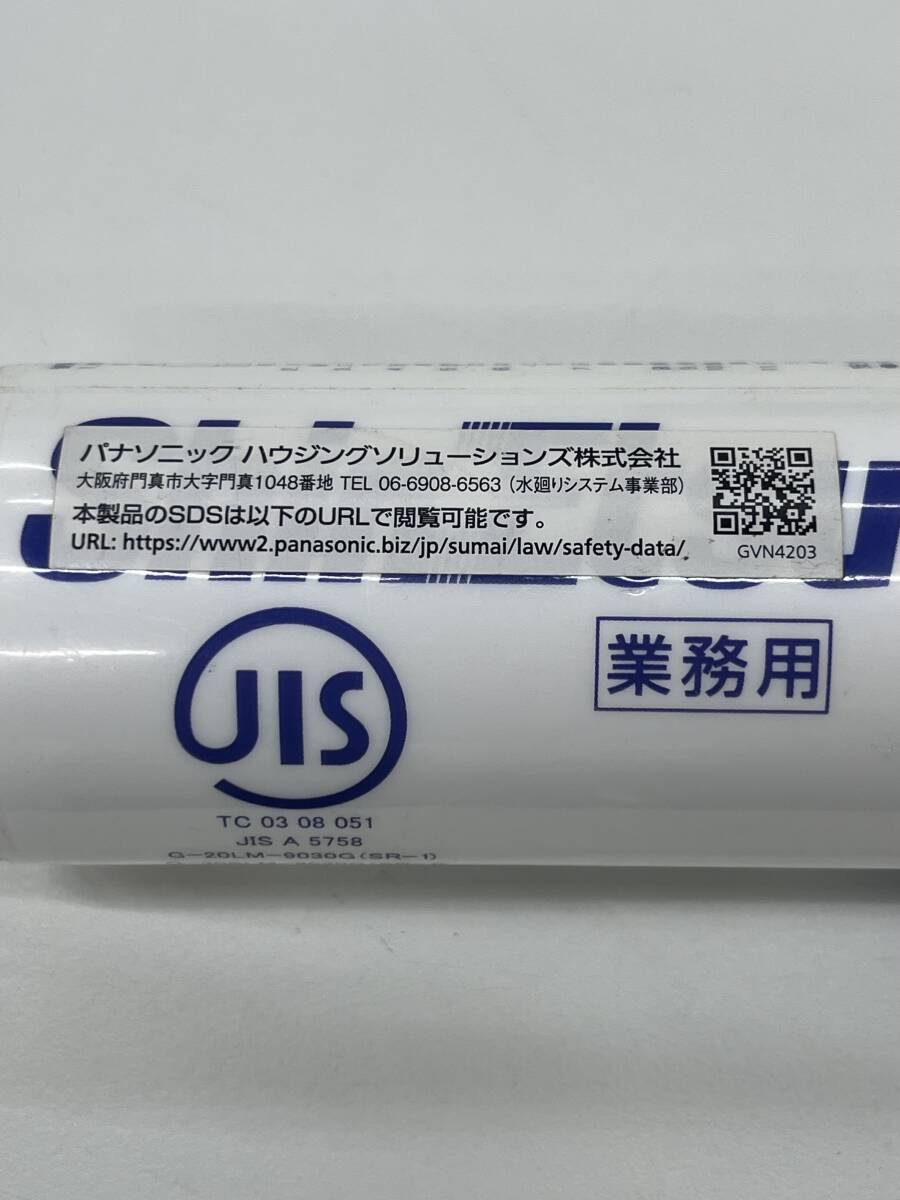 パナソニック ハウジングソリューションズ株式会社
大阪府門真市大字門真1048番地 TEL 06-6908-6563（水廻りシステム事業部）
本製品のSDSは以下のURLで閲覧可能です。
URL: https://www2.panasonic.biz/jp/sumai/law/safety-data/
GVN4203
JIS
業務用
TC 03 08 051
JIS A 5758
G-20LM-9030G(SR-1)